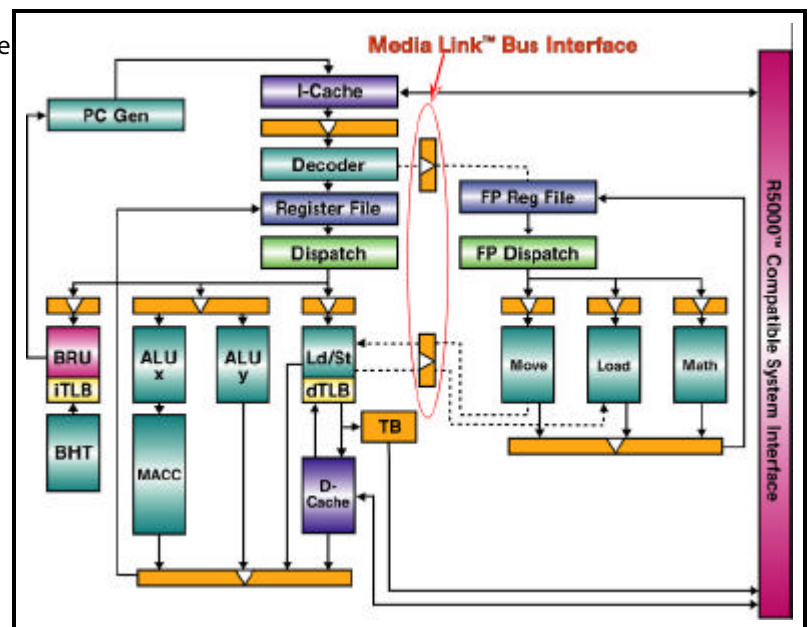 e
Media Link™ Bus Interface
I-Cache
PC Gen
Decoder
Register File
FP Reg File
Dispatch
FP Dispatch
BRU
iTLB
BHT
ALU
x
MACC
ALU
y
Ld/St
dTLB
TB
D-
Cache
Move
Load
Math
R5000™ Compatible System Interface